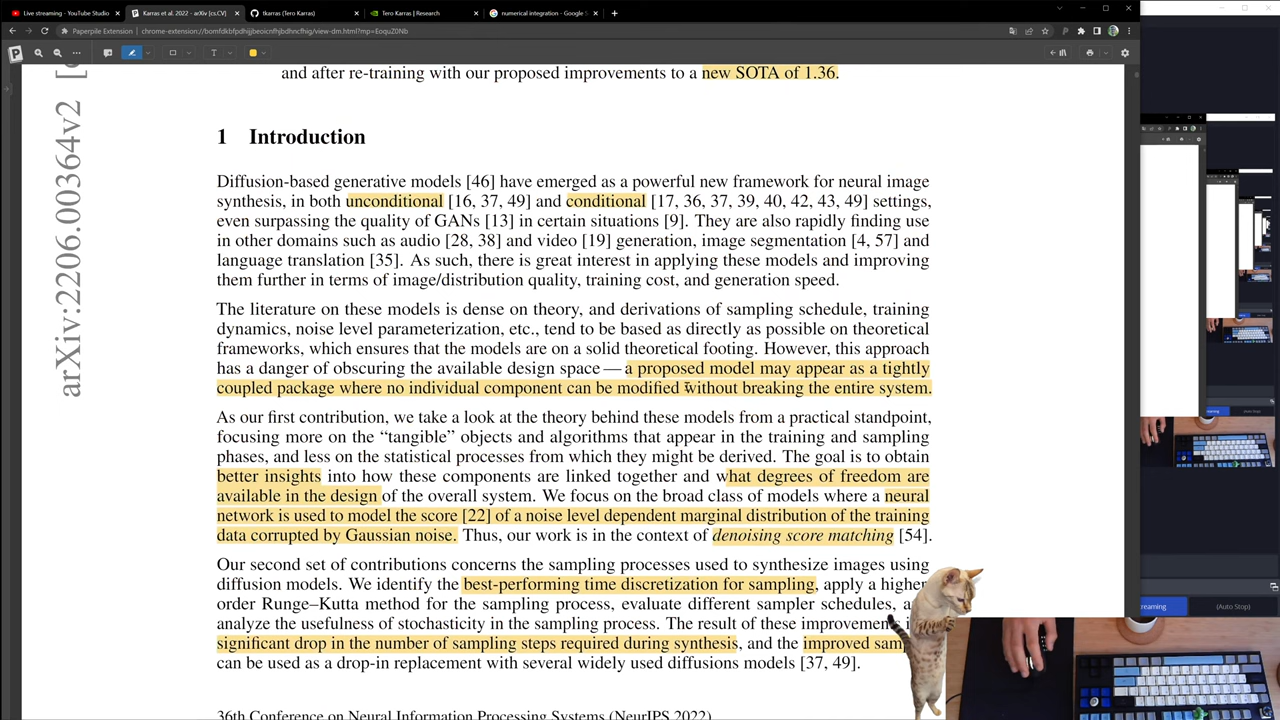 Live streaming - YouTube Studio
Karras et al. 2022 - arXiv [cs.CV]
tkarras (Tero Karras)
Tero Karras | Research
numerical integration - Google S
Paperpile Extension | chrome-extension://bomfdkbfpdhijjbeoicnfhjbdhncfhig/view-dm.html?mp=EoquZ0Nb
and after re-training with our proposed improvements to a new SOTA of 1.36.
arXiv:2206.00364v2 [c
1 Introduction
Diffusion-based generative models [46] have emerged as a powerful new framework for neural image
synthesis, in both unconditional [16, 37, 49] and conditional [17, 36, 37, 39, 40, 42, 43, 49] settings,
even surpassing the quality of GANs [13] in certain situations [9]. They are also rapidly finding use
in other domains such as audio [28, 38] and video [19] generation, image segmentation [4, 57] and
language translation [35]. As such, there is great interest in applying these models and improving
them further in terms of image/distribution quality, training cost, and generation speed.
The literature on these models is dense on theory, and derivations of sampling schedule, training
dynamics, noise level parameterization, etc., tend to be based as directly as possible on theoretical
frameworks, which ensures that the models are on a solid theoretical footing. However, this approach
has a danger of obscuring the available design space — a proposed model may appear as a tightly
coupled package where no individual component can be modified without breaking the entire system.
As our first contribution, we take a look at the theory behind these models from a practical standpoint,
focusing more on the “tangible” objects and algorithms that appear in the training and sampling
phases, and less on the statistical processes from which they might be derived. The goal is to obtain
better insights into how these components are linked together and what degrees of freedom are
available in the design of the overall system. We focus on the broad class of models where a neural
network is used to model the score [22] of a noise level dependent marginal distribution of the training
data corrupted by Gaussian noise. Thus, our work is in the context of denoising score matching [54].
Our second set of contributions concerns the sampling processes used to synthesize images using
diffusion models. We identify the best-performing time discretization for sampling, apply a higher
order Runge–Kutta method for the sampling process, evaluate different sampler schedules, a
analyze the usefulness of stochasticity in the sampling process. The result of these improvement i
significant drop in the number of sampling steps required during synthesis, and the improved sam
can be used as a drop-in replacement with several widely used diffusions models [37, 49].
36th Conference on Neural Information Processing Systems (NeurIPS 2022)
reaming
(Auto Stop)